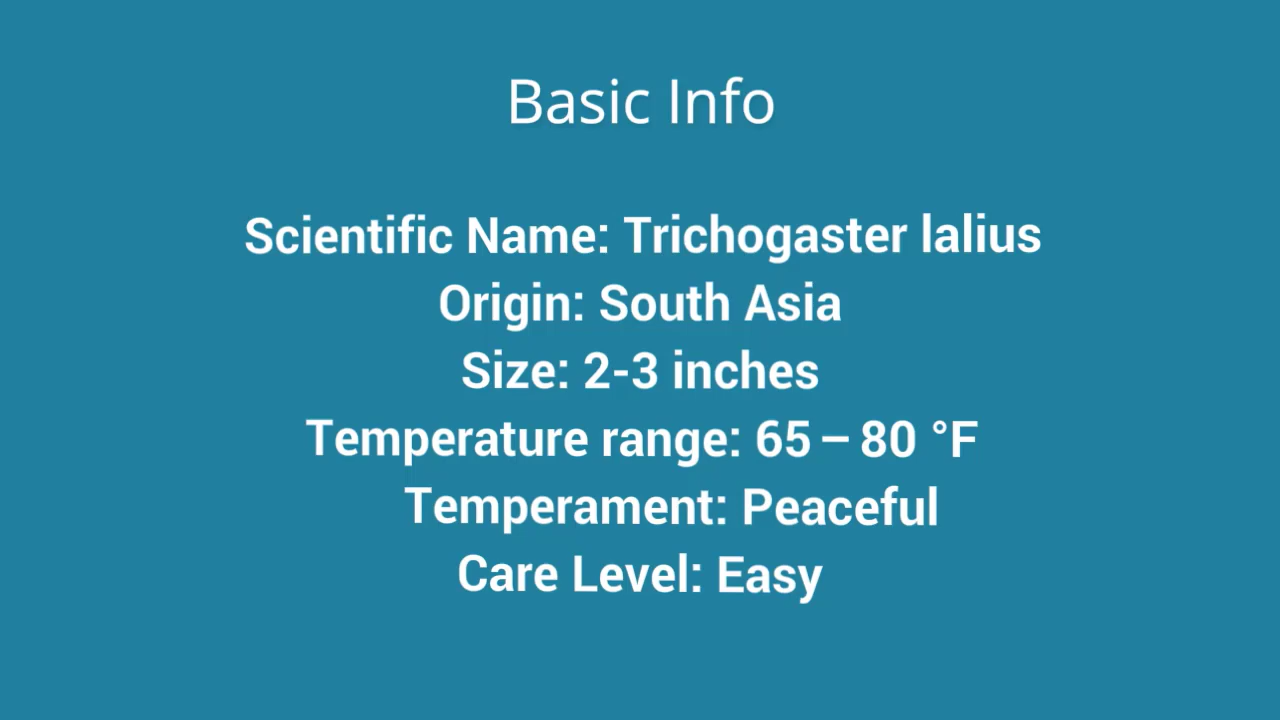 Basic Info
Scientific Name: Trichogaster lalius
Origin: South Asia
Size: 2-3 inches
Temperature range: 65 – 80 °F
Temperament: Peaceful
Care Level: Easy